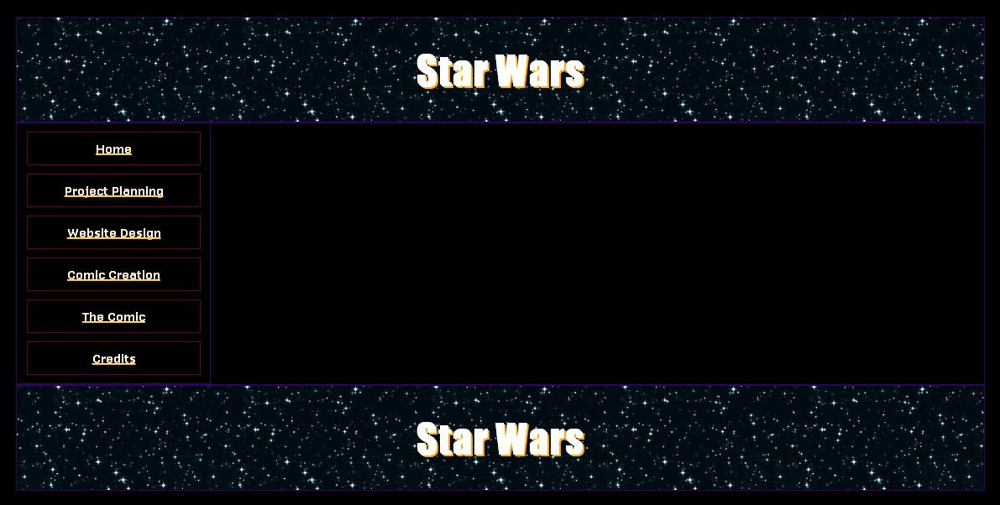 Star Wars
Home
Project Planning
Website Design
Comic Creation
The Comic
Credits
Star Wars